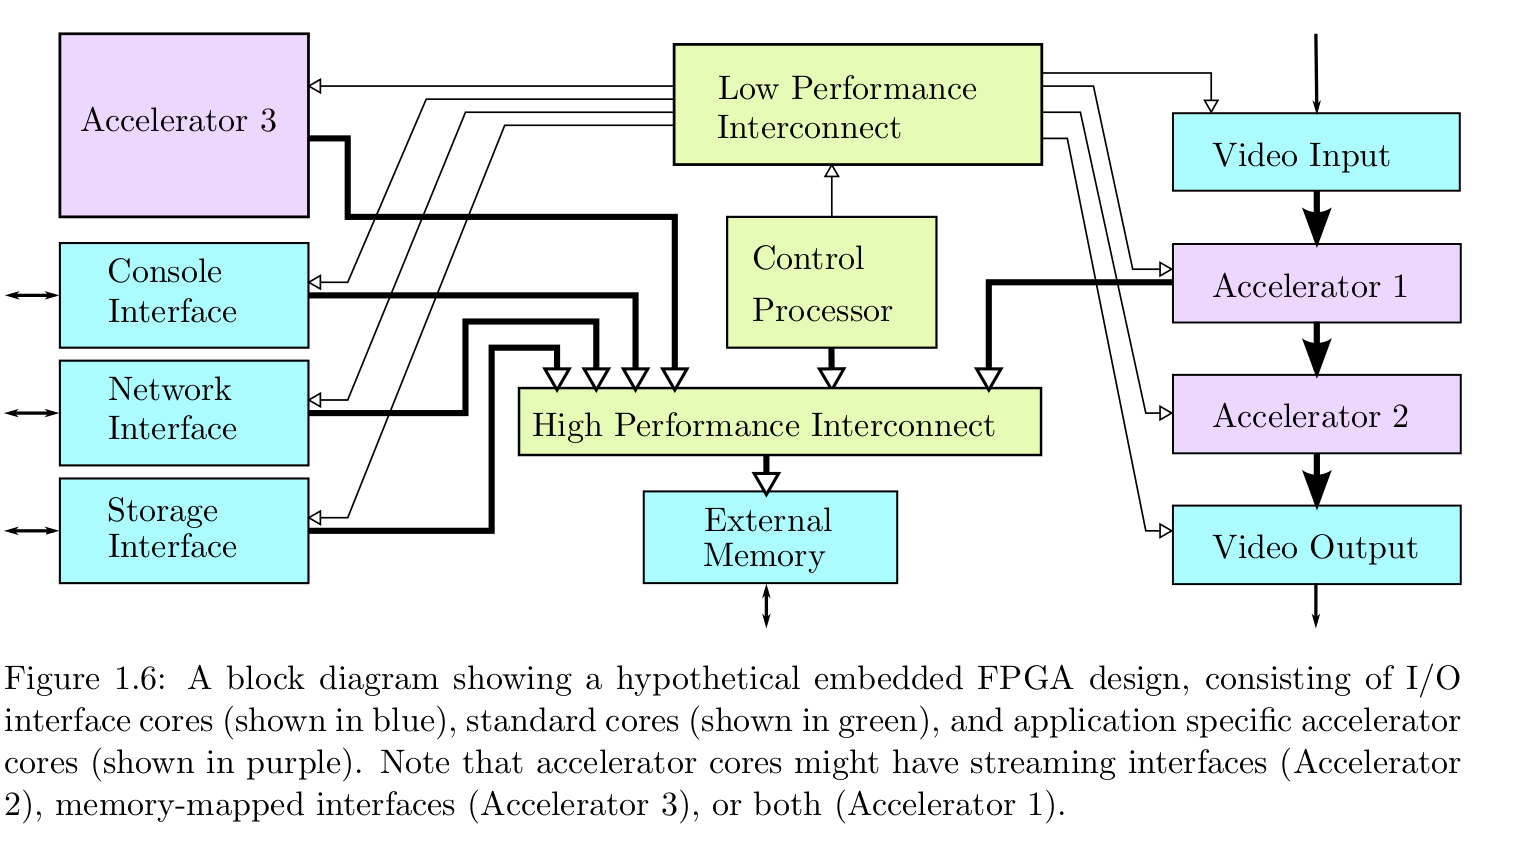 Accelerator 3
Low Performance
Interconnect
Video Input
Console
Interface
Control
Processor
Accelerator 1
Network
Interface
High Performance Interconnect
Accelerator 2
Storage
Interface
External
Memory
Video Output
Figure 1.6: A block diagram showing a hypothetical embedded FPGA design, consisting of I/O
interface cores (shown in blue), standard cores (shown in green), and application specific accelerator
cores (shown in purple). Note that accelerator cores might have streaming interfaces (Accelerator
2), memory-mapped interfaces (Accelerator 3), or both (Accelerator 1).